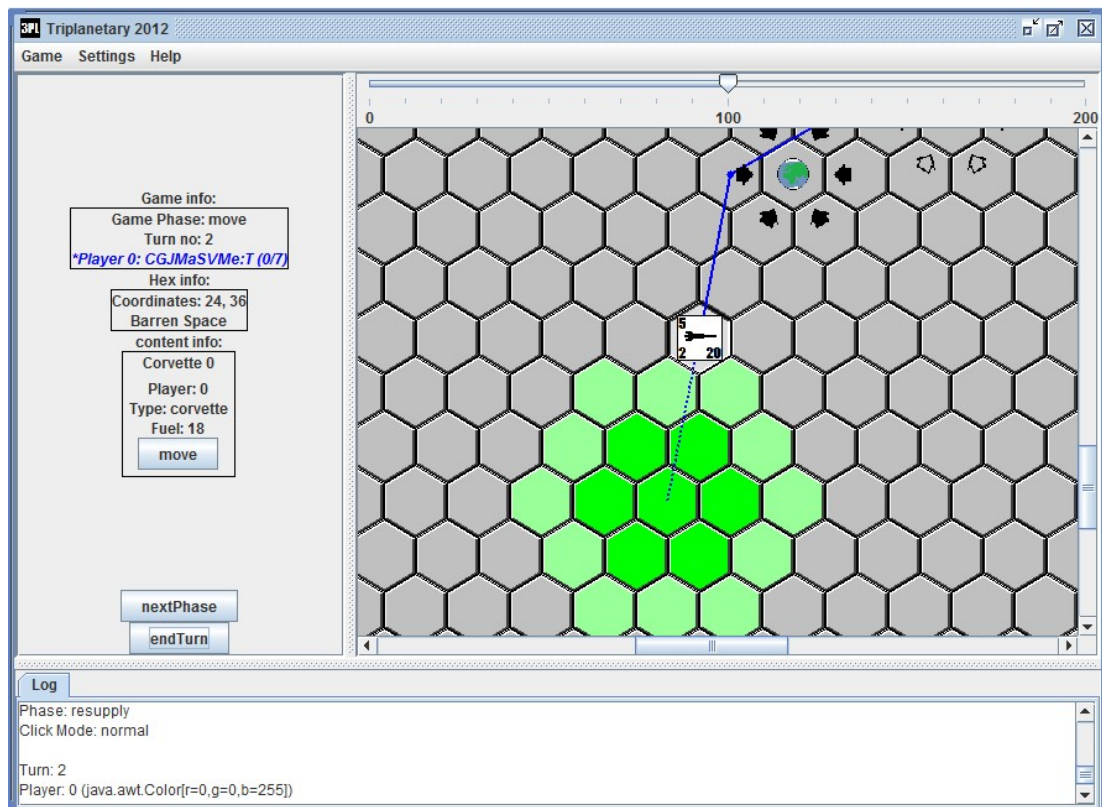 3PL Triplanetary 2012
Game Settings Help
0 100 200
Game info:
Game Phase: move
Turn no: 2
*Player 0: CGJMaSVMe:T (0/7)
Hex info:
Coordinates: 24, 36
Barren Space
content info:
Corvette 0
Player: 0
Type: corvette
Fuel: 18
move
5
2 20
nextPhase
endTurn
Log
Phase: resupply
Click Mode: normal
Turn: 2
Player: 0 (java.awt.Color[r=0,g=0,b=255])